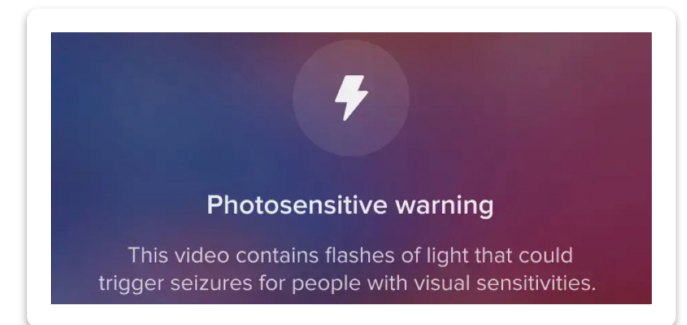 Photosensitive warning
This video contains flashes of light that could
trigger seizures for people with visual sensitivities.